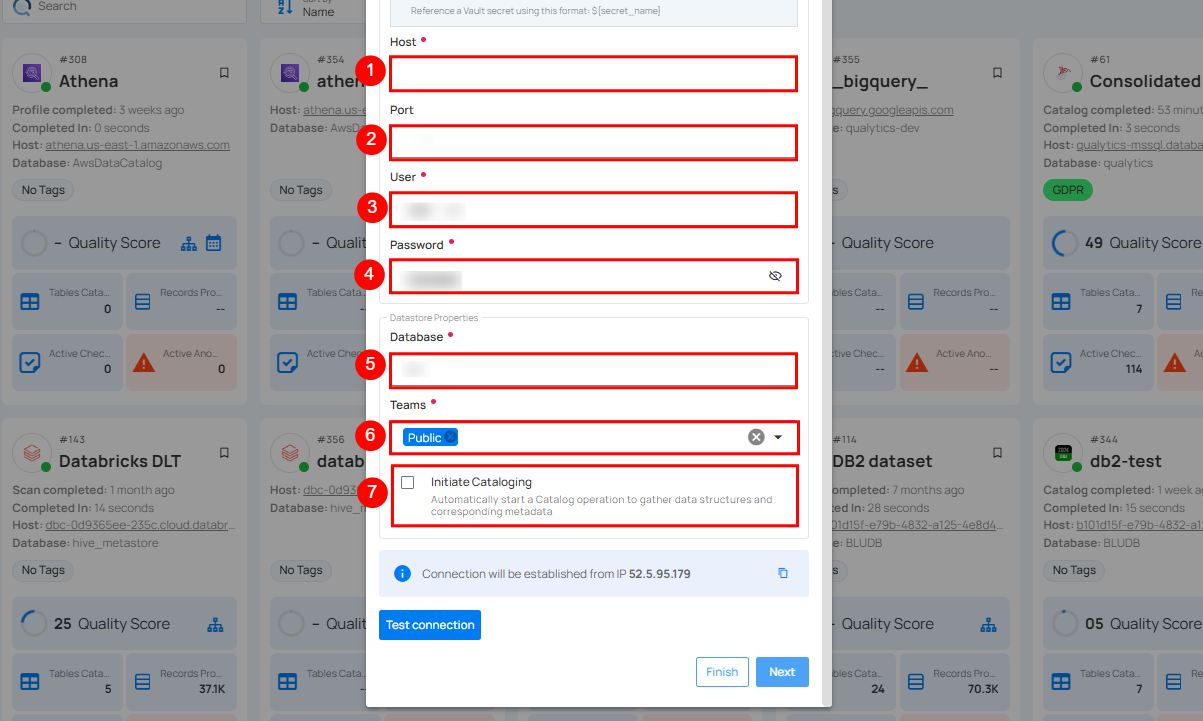 Search
Sort by
Name
#308
Athena
Profile completed: 3 weeks ago
Completed In: 0 seconds
Host: athena.us-east-1.amazonaws.com
Database: AwsDataCatalog
No Tags
– Quality Score
Tables Cata...
0
Records Pro...
--
Active Chec...
0
Active Ano...
0
#354
Host: athena.us-e
Database: AwsDa
No Tags
–
Tables Cata
Active Chec
#355
_bigquery_
query.googleapis.com
e: qualytics-dev
s
Quality Score
ables Cata...
--
Records Pro...
--
ctive Chec...
--
Active Ano...
--
#61
Consolidated
Catalog completed: 53 minut
Completed In: 3 seconds
Host: qualytics-mssql.databa
Database: qualytics
GDPR
49 Quality Score
Tables Cata...
7
Re
Active Chec...
114
#143
Databricks DLT
Scan completed: 1 month ago
Completed In: 14 seconds
Host: dbc-0d9365ee-235c.cloud.databr...
Database: hive_metastore
No Tags
25 Quality Score
Tables Cata...
5
Records Pro...
37.1K
#356
datab
Host: dbc-0d93
Database: hive_
No Tags
–
Tables Cata
#114
DB2 dataset
ed: 7 months ago
d In: 28 seconds
b101d15f-e79b-4832-a125-4e8d4...
e: BLUDB
s
Quality Score
ables Cata...
24
Records Pro...
70.3K
#344
db2-test
Catalog completed: 1 week a
Completed In: 15 seconds
Host: b101d15f-e79b-4832-a1
Database: BLUDB
No Tags
05 Quality Score
Tables Cata...
7
Re
Reference a Vault secret using this format: ${secret_name}
Host •
1
Port
2
User •
3
Password •
4
Datastore Properties
Database •
5
Teams •
6
Public
7
Initiate Cataloging
Automatically start a Catalog operation to gather data structures and
corresponding metadata
Connection will be established from IP 52.5.95.179
Test connection
Finish
Next